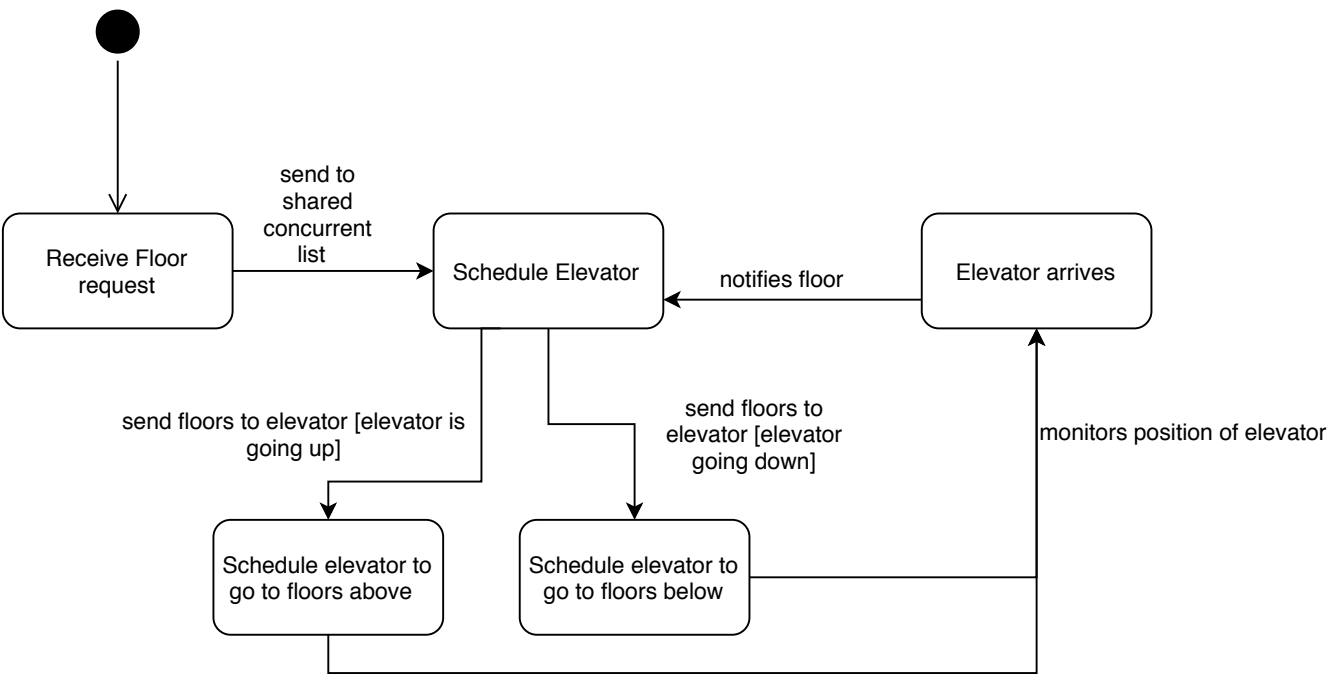 send to
shared
concurrent
list
Receive Floor
request
Schedule Elevator
notifies floor
Elevator arrives
send floors to elevator [elevator is
going up]
send floors to
elevator [elevator
going down]
monitors position of elevator
Schedule elevator to
go to floors above
Schedule elevator to
go to floors below